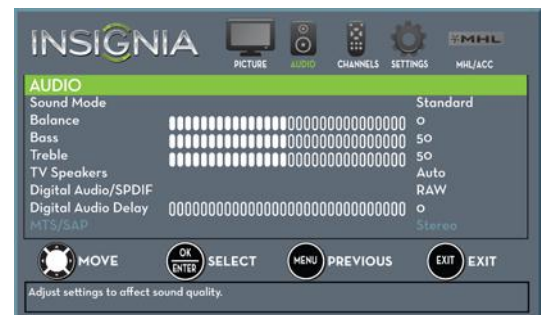 INSIGNIA
PICTURE AUDIO CHANNELS SETTINGS MHL MHL/ACC
AUDIO
Sound Mode Standard
Balance 0
Bass 50
Treble 50
TV Speakers Auto
Digital Audio/SPDIF RAW
Digital Audio Delay 0
MTS/SAP Stereo
MOVE OK ENTER SELECT MENU PREVIOUS EXIT EXIT
Adjust settings to affect sound quality.